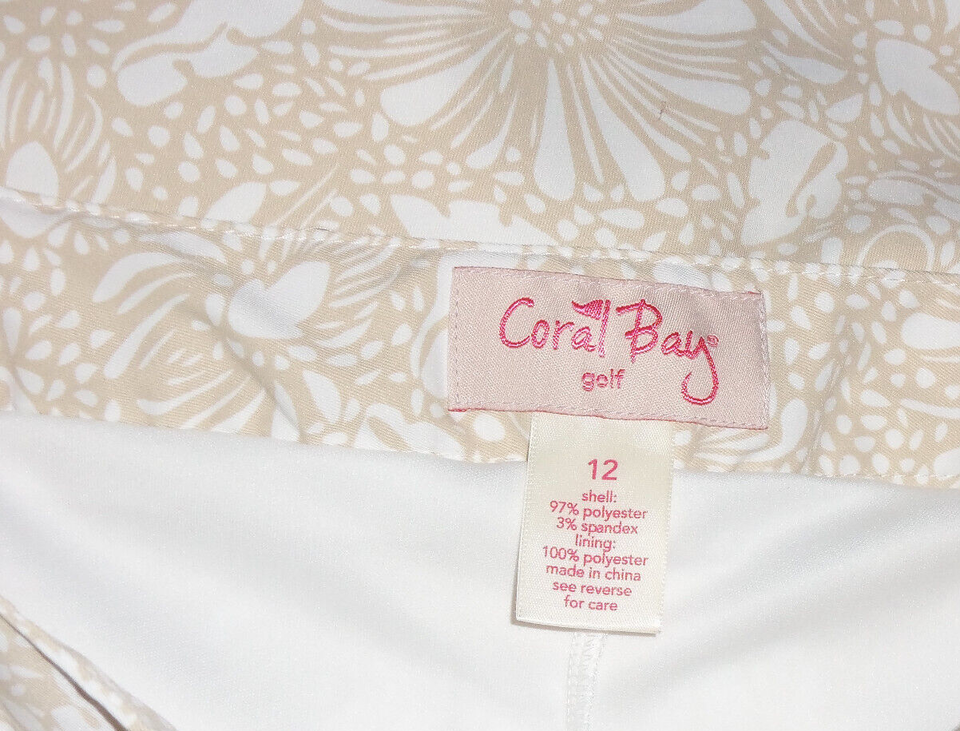 Coral Bay®
golf
12
shell:
97% polyester
3% spandex
lining:
100% polyester
made in china
see reverse
for care